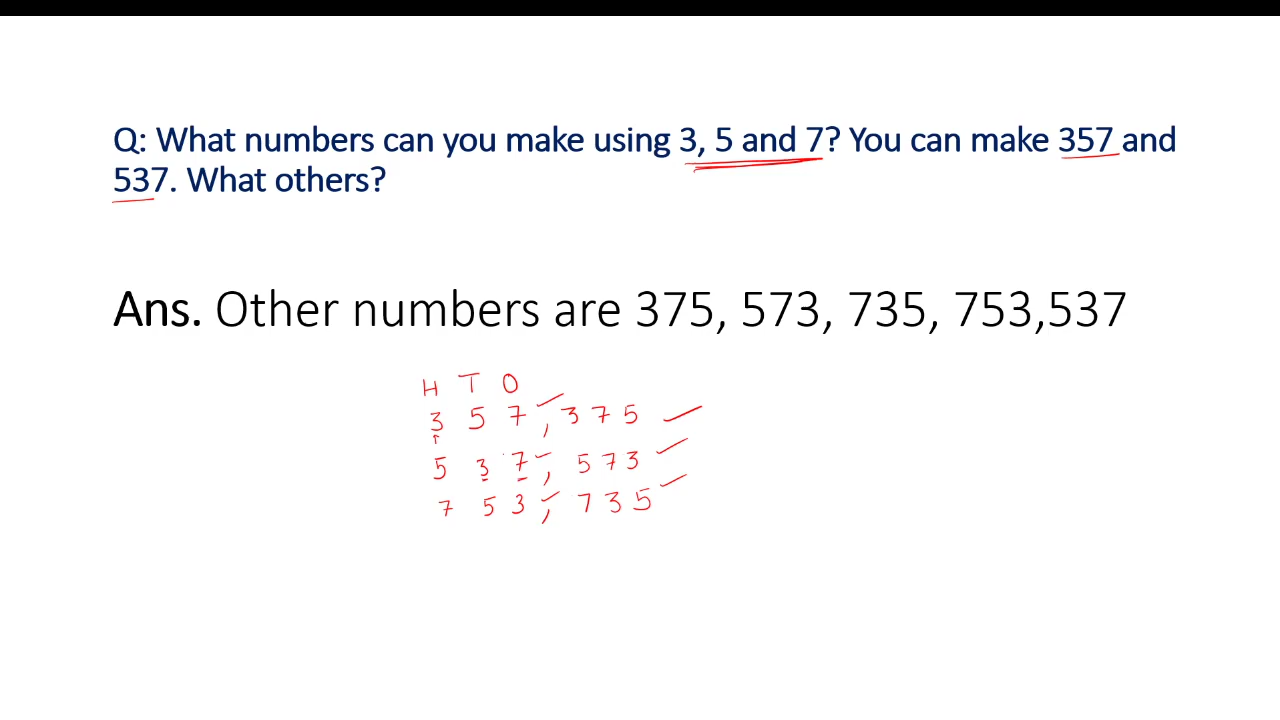 Q: What numbers can you make using 3, 5 and 7? You can make 357 and
537. What others?
Ans. Other numbers are 375, 573, 735, 753,537
H T O
3 5 7 , 3 7 5
5 3 7 , 5 7 3
7 5 3 , 7 3 5